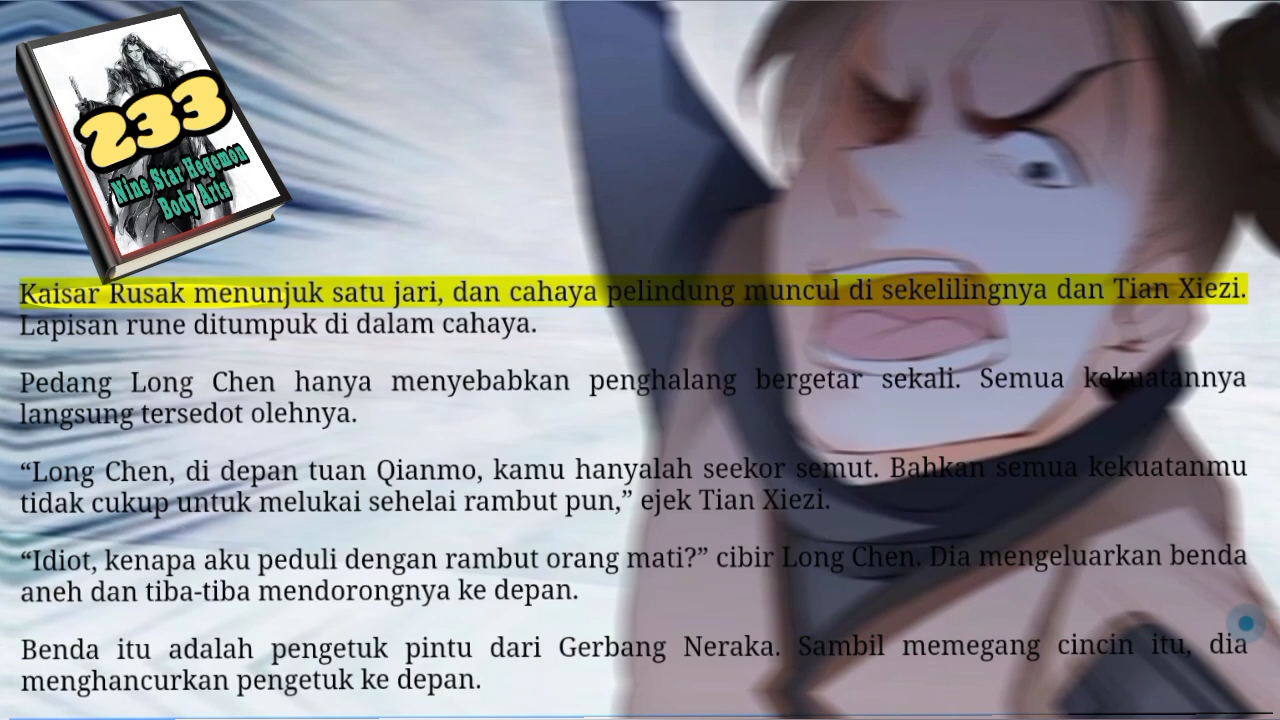 233
Nine Star Hegemon
Body Arts
Kaisar Rusak menunjuk satu jari, dan cahaya pelindung muncul di sekelilingnya dan Tian Xiezi.
Lapisan rune ditumpuk di dalam cahaya.
Pedang Long Chen hanya menyebabkan penghalang bergetar sekali. Semua kekuatannya
langsung tersedot olehnya.
“Long Chen, di depan tuan Qianmo, kamu hanyalah seekor semut. Bahkan semua kekuatanmu
tidak cukup untuk melukai sehelai rambut pun,” ejek Tian Xiezi.
“Idiot, kenapa aku peduli dengan rambut orang mati?” cibir Long Chen. Dia mengeluarkan benda
aneh dan tiba-tiba mendorongnya ke depan.
Benda itu adalah pengetuk pintu dari Gerbang Neraka. Sambil memegang cincin itu, dia
menghancurkan pengetuk ke depan.